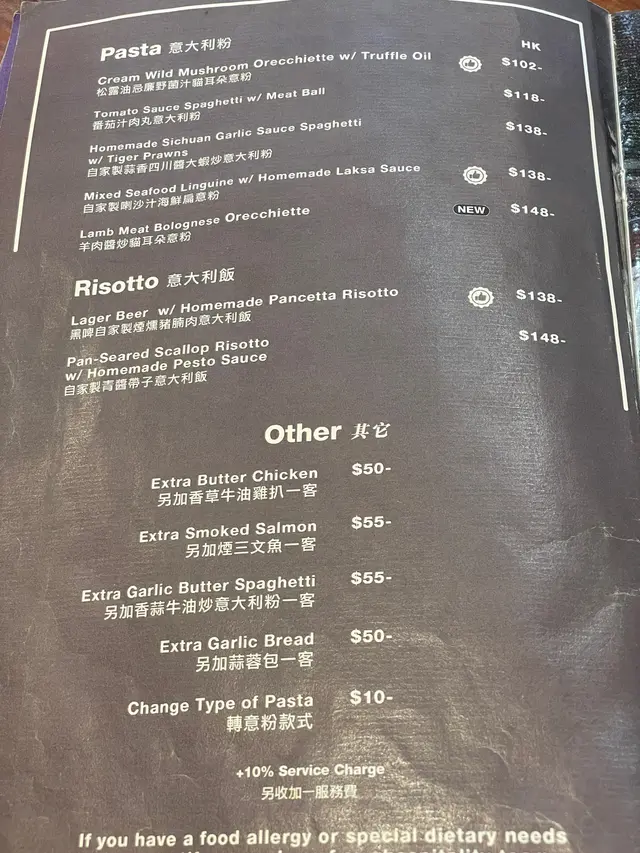 Pasta 意大利粉
HK
Cream Wild Mushroom Orecchiette w/ Truffle Oil $102-
松露油忌廉野菌汁貓耳朵意粉
Tomato Sauce Spaghetti w/ Meat Ball $118-
番茄汁肉丸意大利粉
Homemade Sichuan Garlic Sauce Spaghetti $138-
w/ Tiger Prawns
自家製蒜香四川醬大蝦炒意大利粉
Mixed Seafood Linguine w/ Homemade Laksa Sauce $138-
自家製喇沙汁海鮮扁意粉
Lamb Meat Bolognese Orecchiette NEW $148-
羊肉醬炒貓耳朵意粉
Risotto 意大利飯
Lager Beer w/ Homemade Pancetta Risotto $138-
黑啤自家製煙燻豬腩肉意大利飯
Pan-Seared Scallop Risotto $148-
w/ Homemade Pesto Sauce
自家製青醬帶子意大利飯
Other 其它
Extra Butter Chicken $50-
另加香草牛油雞扒一客
Extra Smoked Salmon $55-
另加煙三文魚一客
Extra Garlic Butter Spaghetti $55-
另加香蒜牛油炒意大利粉一客
Extra Garlic Bread $50-
另加蒜蓉包一客
Change Type of Pasta $10-
轉意粉款式
+10% Service Charge
另收加一服務費
If you have a food allergy or special dietary needs